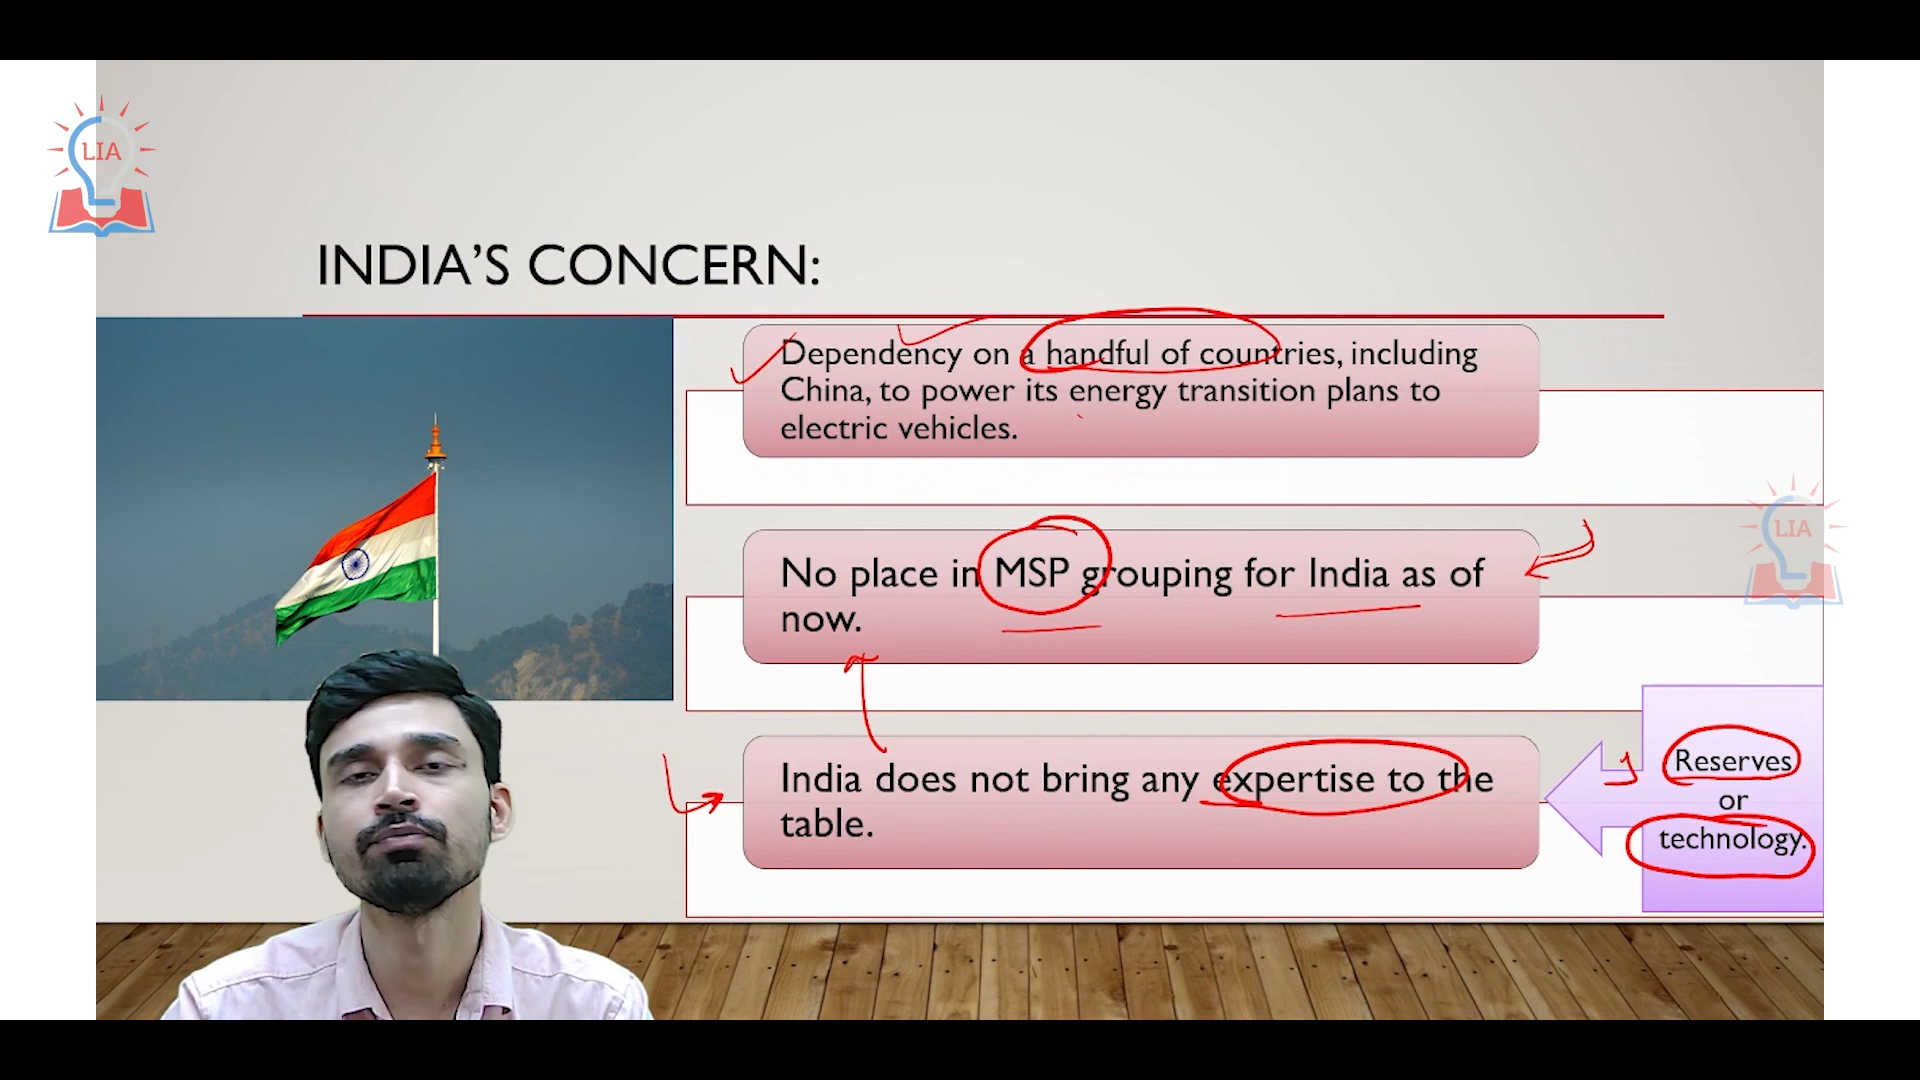 LIA
INDIA’S CONCERN:
Dependency on a handful of countries, including
China, to power its energy transition plans to
electric vehicles.
No place in MSP grouping for India as of
now.
LIA
India does not bring any expertise to the
table.
Reserves
or
technology.